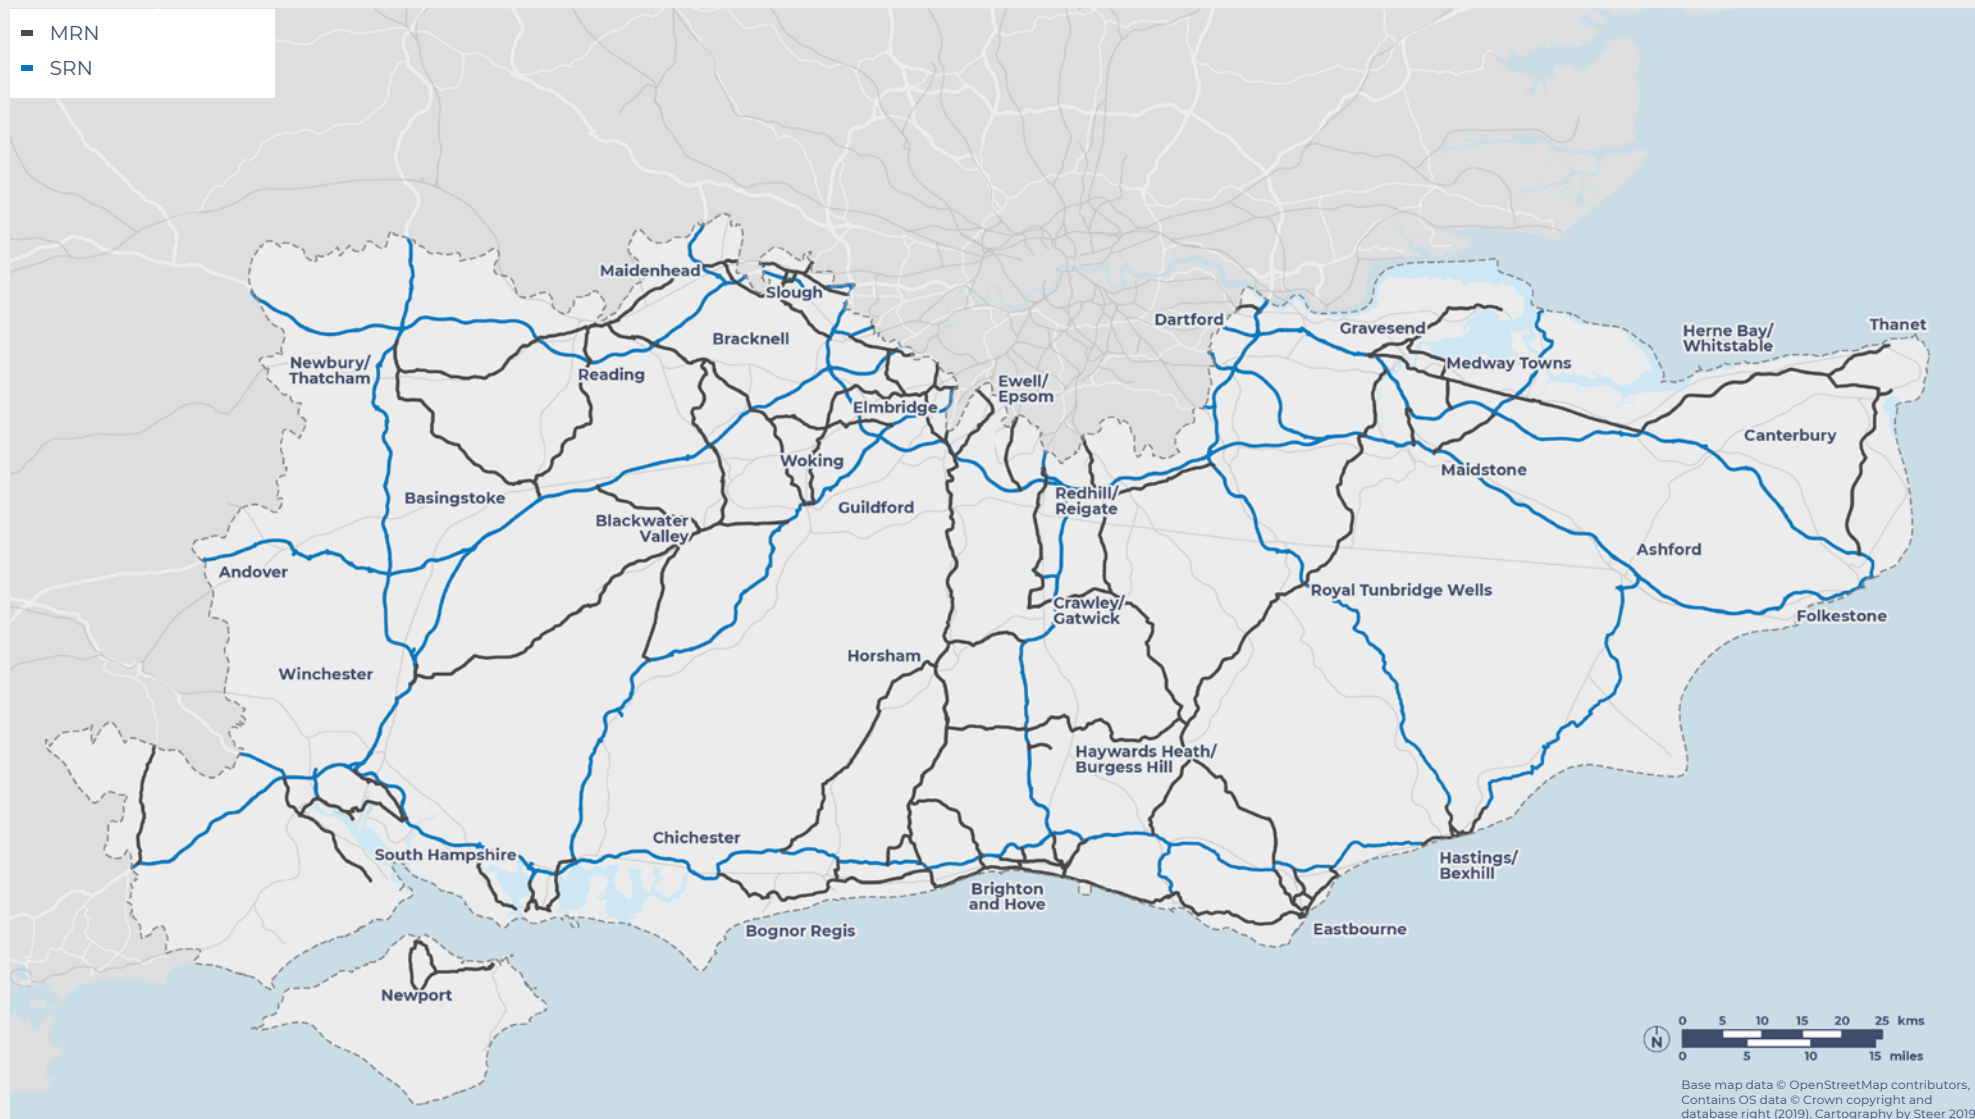 MRN
SRN
Maidenhead
Slough
Dartford
Gravesend
Thanet
Herne Bay/
Whitstable
Bracknell
Newbury/
Thatcham
Reading
Medway Towns
Ewell/
Epsom
Elmbridge
Canterbury
Woking
Maidstone
Basingstoke
Guildford
Redhill/
Reigate
Blackwater
Valley
Ashford
Andover
Royal Tunbridge Wells
Crawley/
Gatwick
Folkestone
Horsham
Winchester
Haywards Heath/
Burgess Hill
Chichester
South Hampshire
Hastings/
Bexhill
Brighton
and Hove
Bognor Regis
Eastbourne
Newport
0 5 10 15 20 25 kms
N
0 5 10 15 miles
Base map data © OpenStreetMap contributors,
Contains OS data © Crown copyright and
database right (2019). Cartography by Steer 2019